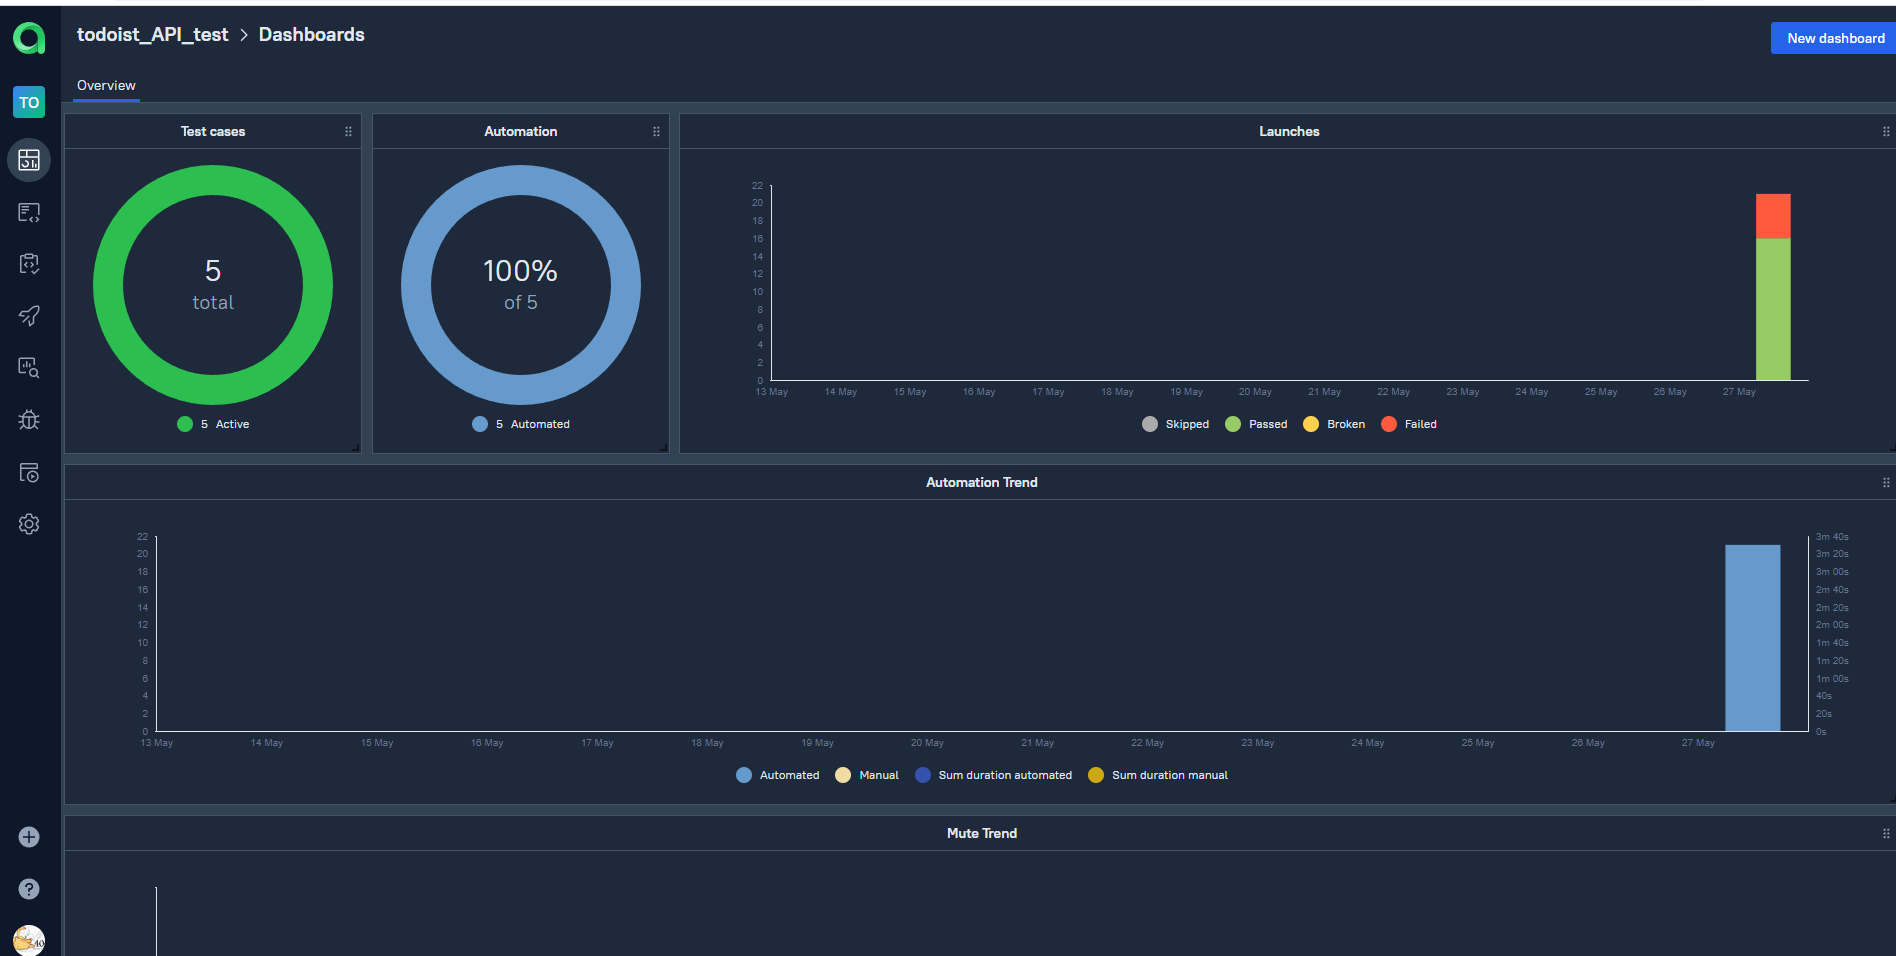 todoist_API_test > Dashboards
New dashboard
Overview
TO
Test cases
5
total
5 Active
Automation
100%
of 5
5 Automated
Launches
22
20
18
16
14
12
10
8
6
4
2
0
13 May 14 May 15 May 16 May 17 May 18 May 19 May 20 May 21 May 22 May 23 May 24 May 25 May 26 May 27 May
Skipped Passed Broken Failed
Automation Trend
22
20
18
16
14
12
10
8
6
4
2
0
3m 40s
3m 20s
3m 00s
2m 40s
2m 20s
2m 00s
1m 40s
1m 20s
1m 00s
40s
20s
0s
13 May 14 May 15 May 16 May 17 May 18 May 19 May 20 May 21 May 22 May 23 May 24 May 25 May 26 May 27 May
Automated Manual Sum duration automated Sum duration manual
Mute Trend